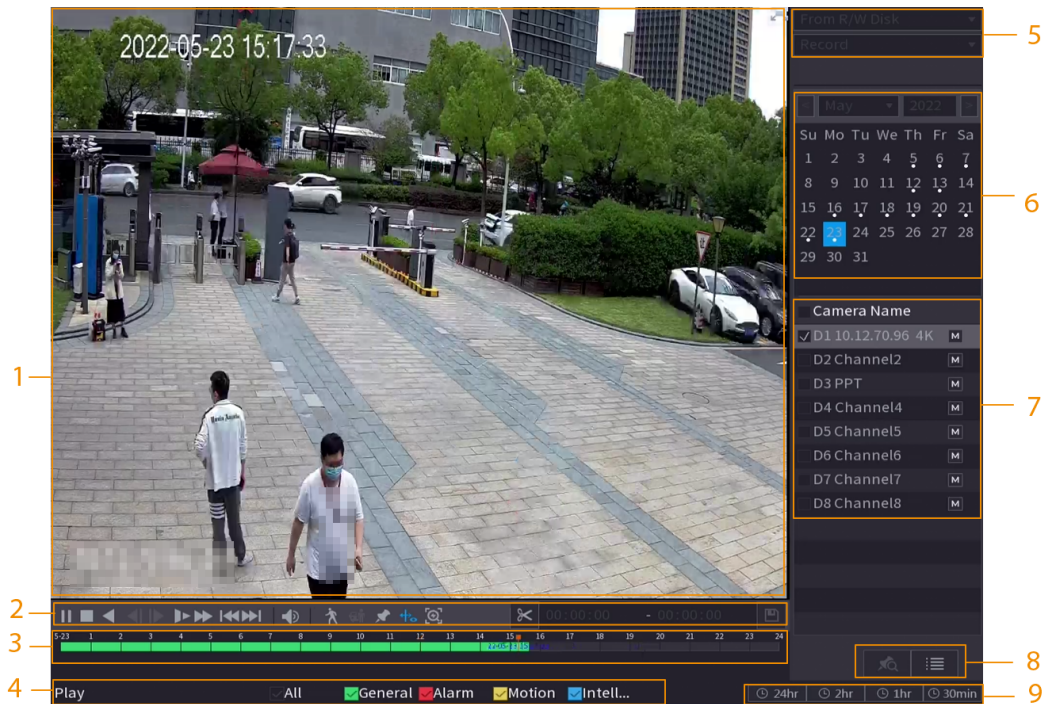 From R/W Disk
Record
2022-05-23 15:17:33
5
< May 2022 >
Su Mo Tu We Th Fr Sa
1 2 3 4 5 6 7
8 9 10 11 12 13 14
15 16 17 18 19 20 21
22 23 24 25 26 27 28
29 30 31
6
Camera Name
D1 10.12.70.96 4K M
D2 Channel2 M
D3 PPT M
D4 Channel4 M
D5 Channel5 M
D6 Channel6 M
D7 Channel7 M
D8 Channel8 M
7
1
2
00:00:00 - 00:00:00
3
5-23 1 2 3 4 5 6 7 8 9 10 11 12 13 14 15 16 17 18 19 20 21 22 23 24
8
4
Play All General Alarm Motion Intell...
24hr 2hr 1hr 30min
9